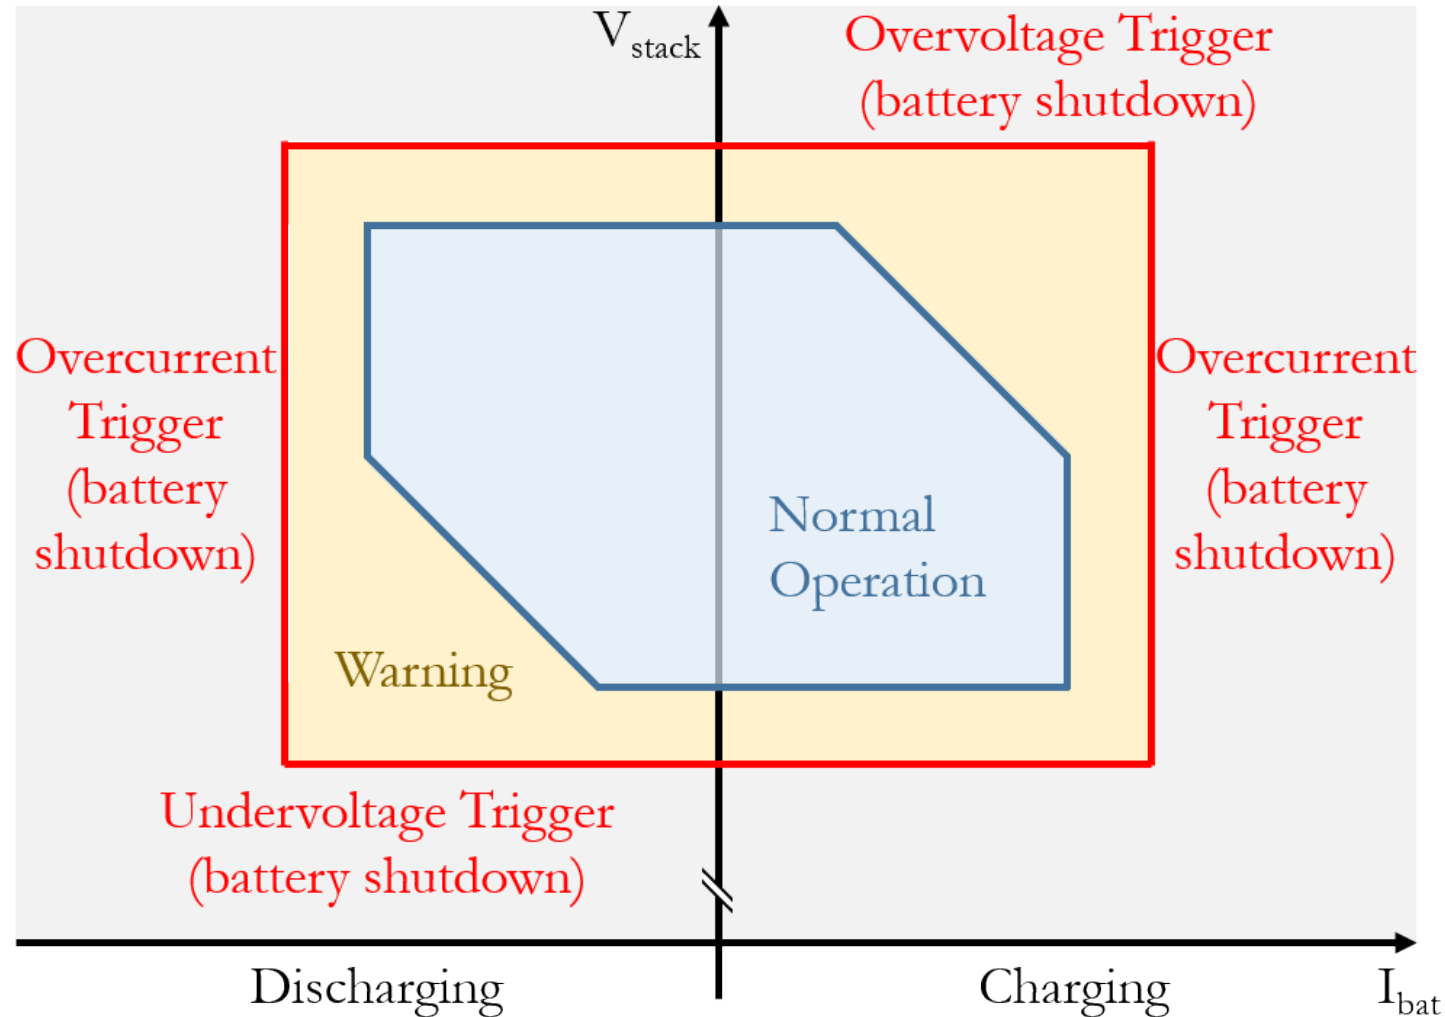 V_stack
Overvoltage Trigger
(battery shutdown)
Overcurrent
Trigger
(battery
shutdown)
Overcurrent
Trigger
(battery
shutdown)
Normal
Operation
Warning
Undervoltage Trigger
(battery shutdown)
Discharging
Charging
I_bat